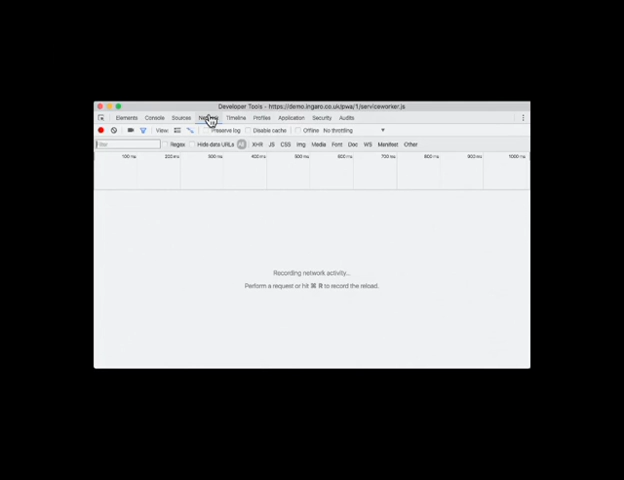 Developer Tools - https://demo.ingaro.co.uk/pwa/1/serviceworker.js
Elements Console Sources Network Timeline Profiles Application Security Audits
View: Preserve log Disable cache Offline No throttling
Filter Regex Hide data URLs All XHR JS CSS Img Media Font Doc WS Manifest Other
100 ms 200 ms 300 ms 400 ms 500 ms 600 ms 700 ms 800 ms 900 ms 1000 ms
Recording network activity...
Perform a request or hit ⌘ R to record the reload.